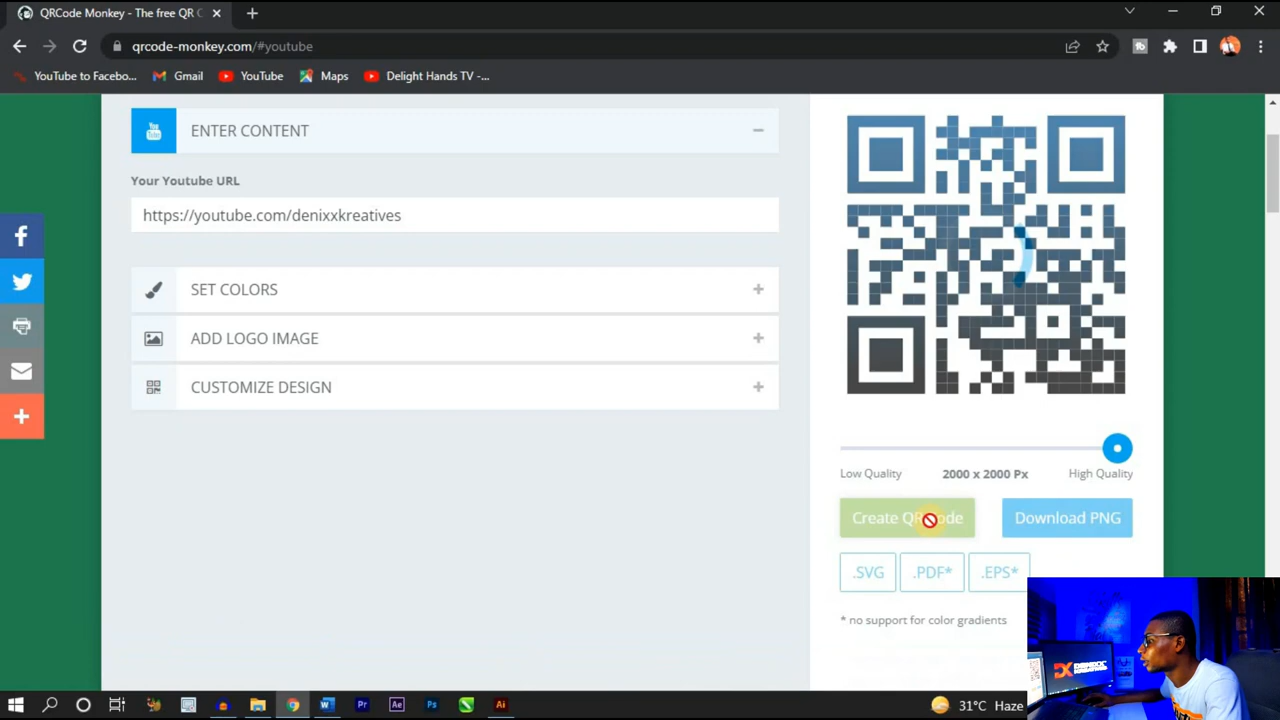 QRCode Monkey - The free QR C
qrcode-monkey.com/#youtube
YouTube to Facebo...
Gmail
YouTube
Maps
Delight Hands TV -...
ENTER CONTENT
Your Youtube URL
https://youtube.com/denixxkreatives
SET COLORS
ADD LOGO IMAGE
CUSTOMIZE DESIGN
Low Quality
2000 x 2000 Px
High Quality
Create QR Code
Download PNG
.SVG
.PDF*
.EPS*
* no support for color gradients
31°C Haze